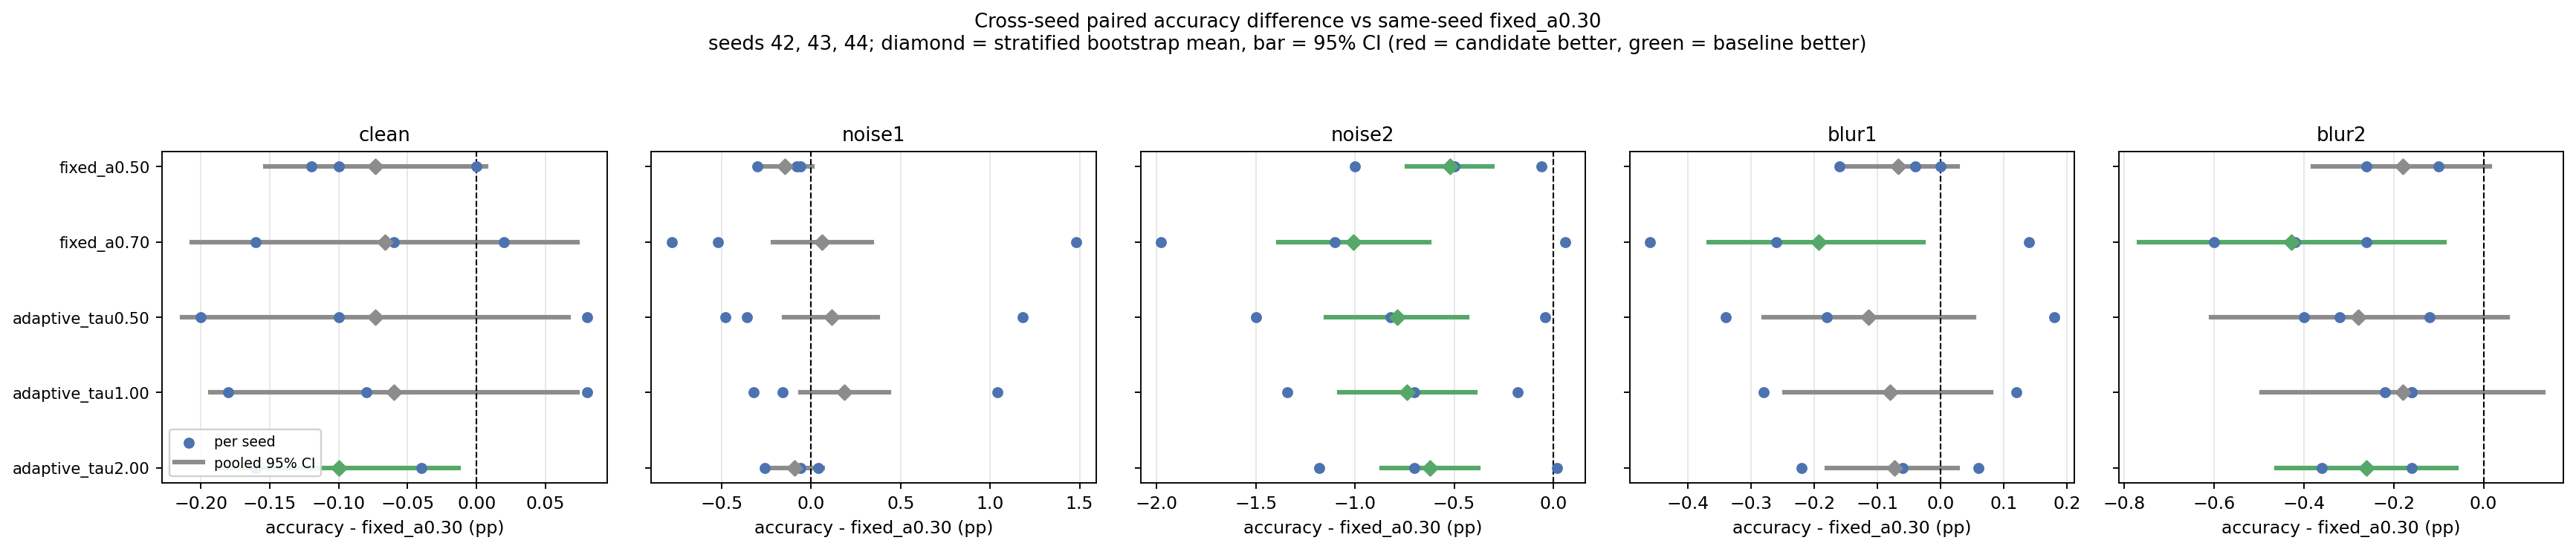 Cross-seed paired accuracy difference vs same-seed fixed_a0.30
seeds 42, 43, 44; diamond = stratified bootstrap mean, bar = 95% CI (red = candidate better, green = baseline better)
clean
noise1
noise2
blur1
blur2
fixed_a0.50
fixed_a0.70
adaptive_tau0.50
adaptive_tau1.00
adaptive_tau2.00
per seed
pooled 95% CI
−0.20 −0.15 −0.10 −0.05 0.00 0.05
−0.5 0.0 0.5 1.0 1.5
−2.0 −1.5 −1.0 −0.5 0.0
−0.4 −0.3 −0.2 −0.1 0.0 0.1 0.2
−0.8 −0.6 −0.4 −0.2 0.0
accuracy - fixed_a0.30 (pp)
accuracy - fixed_a0.30 (pp)
accuracy - fixed_a0.30 (pp)
accuracy - fixed_a0.30 (pp)
accuracy - fixed_a0.30 (pp)